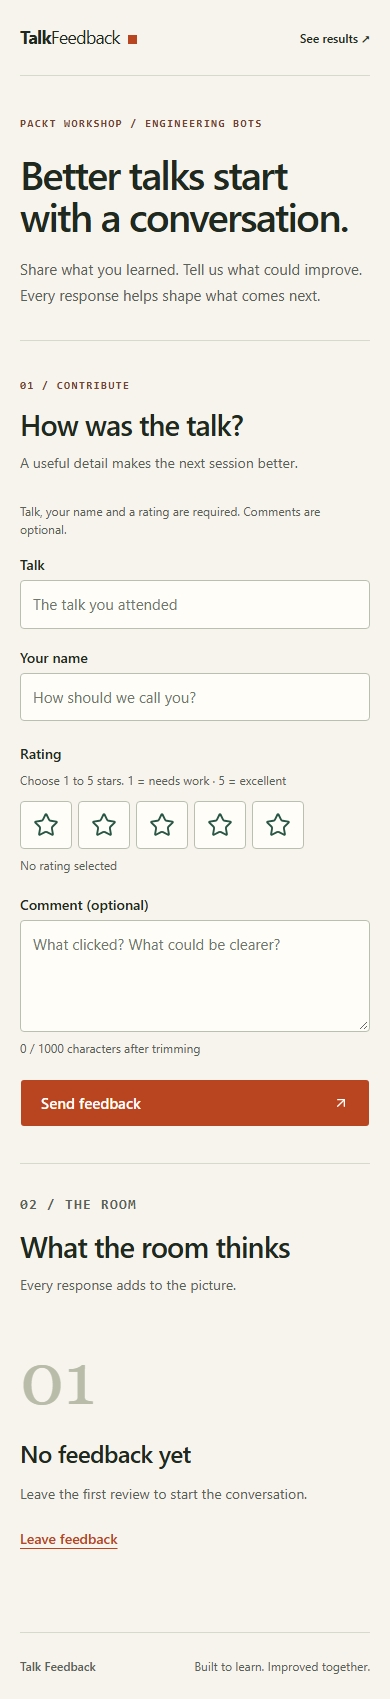 TalkFeedback
See results ↗
PACKT WORKSHOP / ENGINEERING BOTS
Better talks start
with a conversation.
Share what you learned. Tell us what could improve.
Every response helps shape what comes next.
01 / CONTRIBUTE
How was the talk?
A useful detail makes the next session better.
Talk, your name and a rating are required. Comments are
optional.
Talk
The talk you attended
Your name
How should we call you?
Rating
Choose 1 to 5 stars. 1 = needs work · 5 = excellent
No rating selected
Comment (optional)
What clicked? What could be clearer?
0 / 1000 characters after trimming
Send feedback
02 / THE ROOM
What the room thinks
Every response adds to the picture.
01
No feedback yet
Leave the first review to start the conversation.
Leave feedback
Talk Feedback
Built to learn. Improved together.